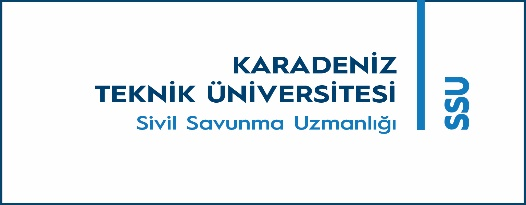 KARADENİZ
TEKNİK ÜNİVERSİTESİ
Sivil Savunma Uzmanlığı
SSU